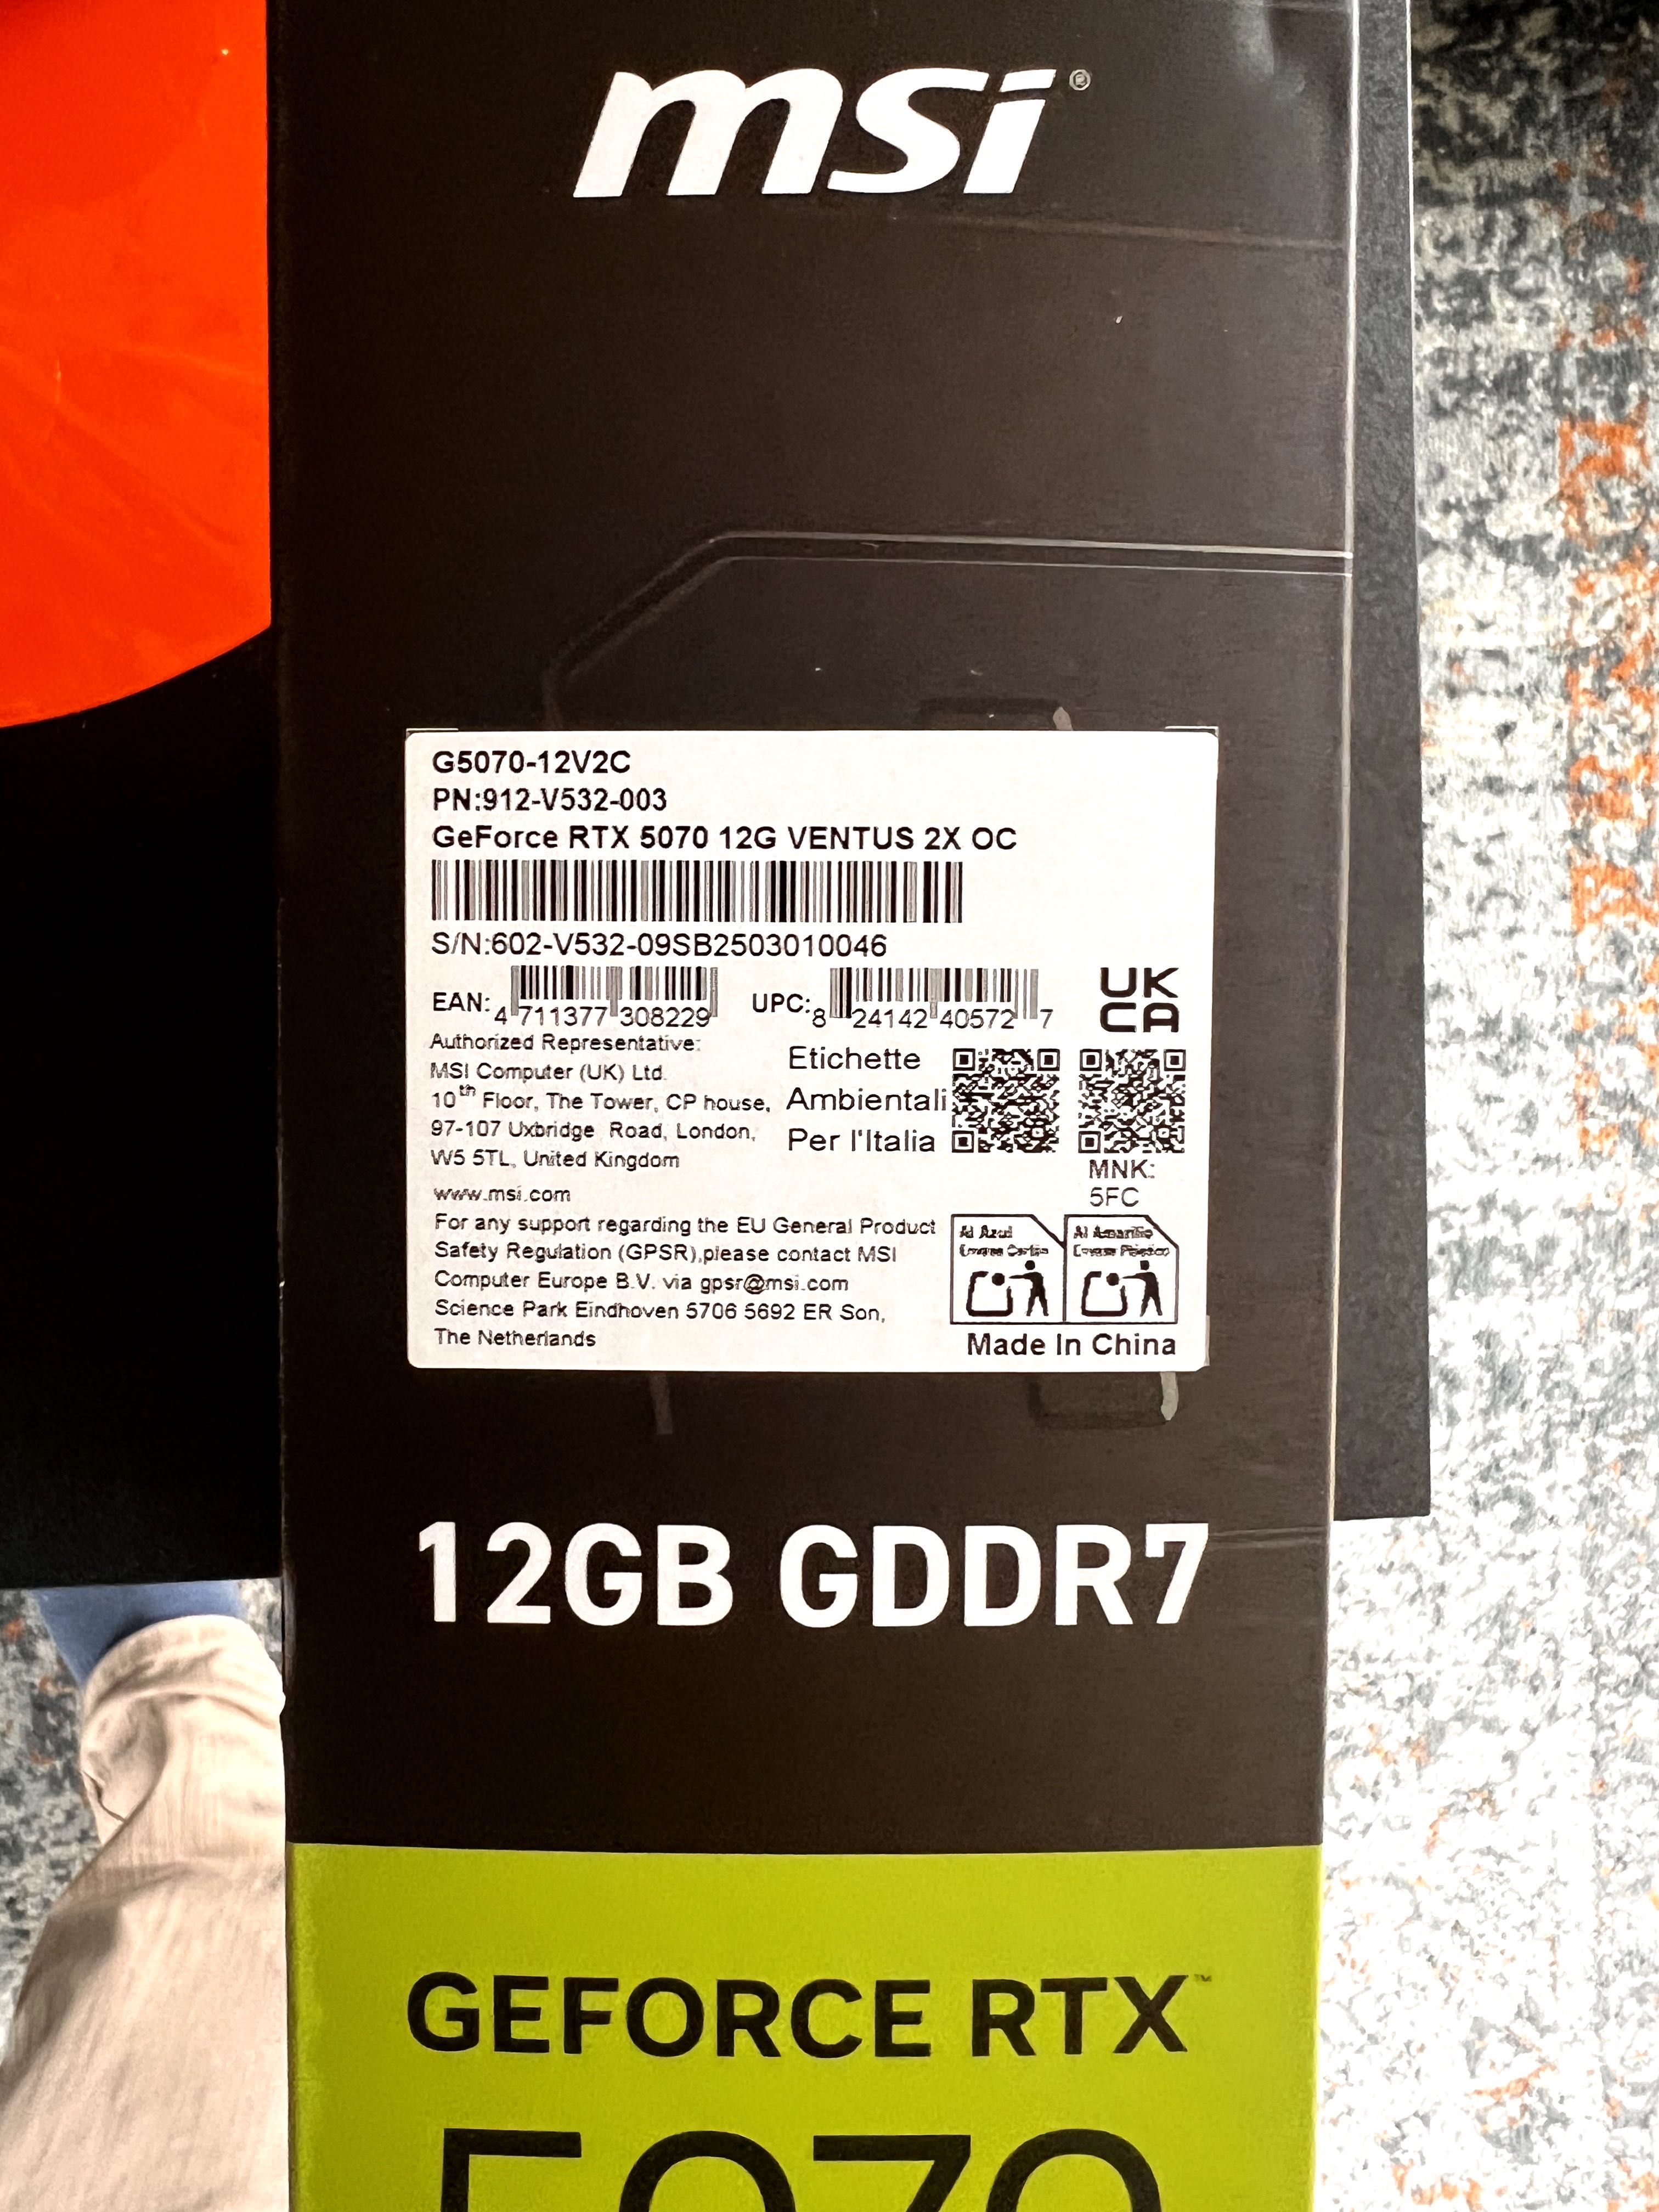 msi®
G5070-12V2C
PN:912-V532-003
GeForce RTX 5070 12G VENTUS 2X OC
S/N:602-V532-09SB2503010046
EAN: 4 711377 308229 UPC: 8 24142 40572 7
UK
CA
Authorized Representative:
MSI Computer (UK) Ltd.
10th Floor, The Tower, CP house,
97-107 Uxbridge Road, London,
W5 5TL, United Kingdom
www.msi.com
Etichette
Ambientali
Per l'Italia
MNK:
5FC
For any support regarding the EU General Product
Safety Regulation (GPSR),please contact MSI
Computer Europe B.V. via gpsr@msi.com
Science Park Eindhoven 5706 5692 ER Son,
The Netherlands
Al Azul
Al Amarillo
Made In China
12GB GDDR7
GEFORCE RTX™
5070